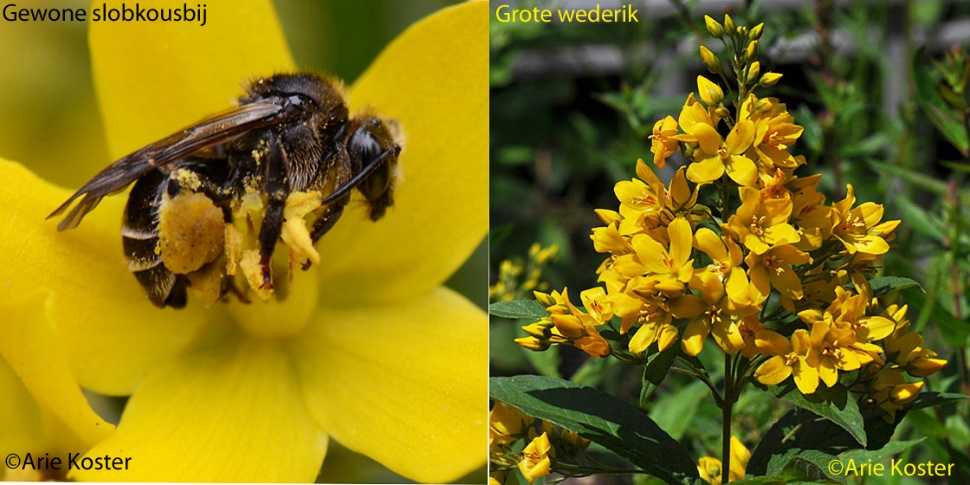 Gewone slobkousbij
Grote wederik
©Arie Koster
©Arie Koster